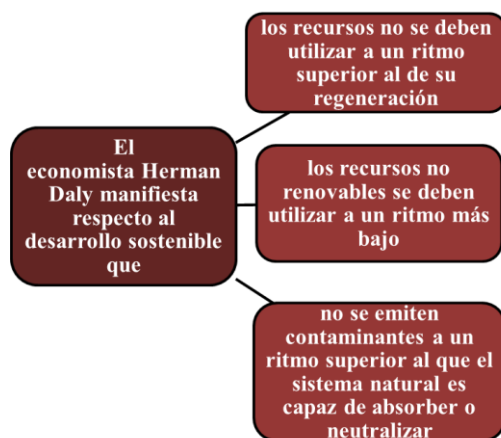 El
economista Herman
Daly manifiesta
respecto al
desarrollo sostenible
que
los recursos no se deben
utilizar a un ritmo
superior al de su
regeneración
los recursos no
renovables se deben
utilizar a un ritmo más
bajo
no se emiten
contaminantes a un
ritmo superior al que el
sistema natural es
capaz de absorber o
neutralizar